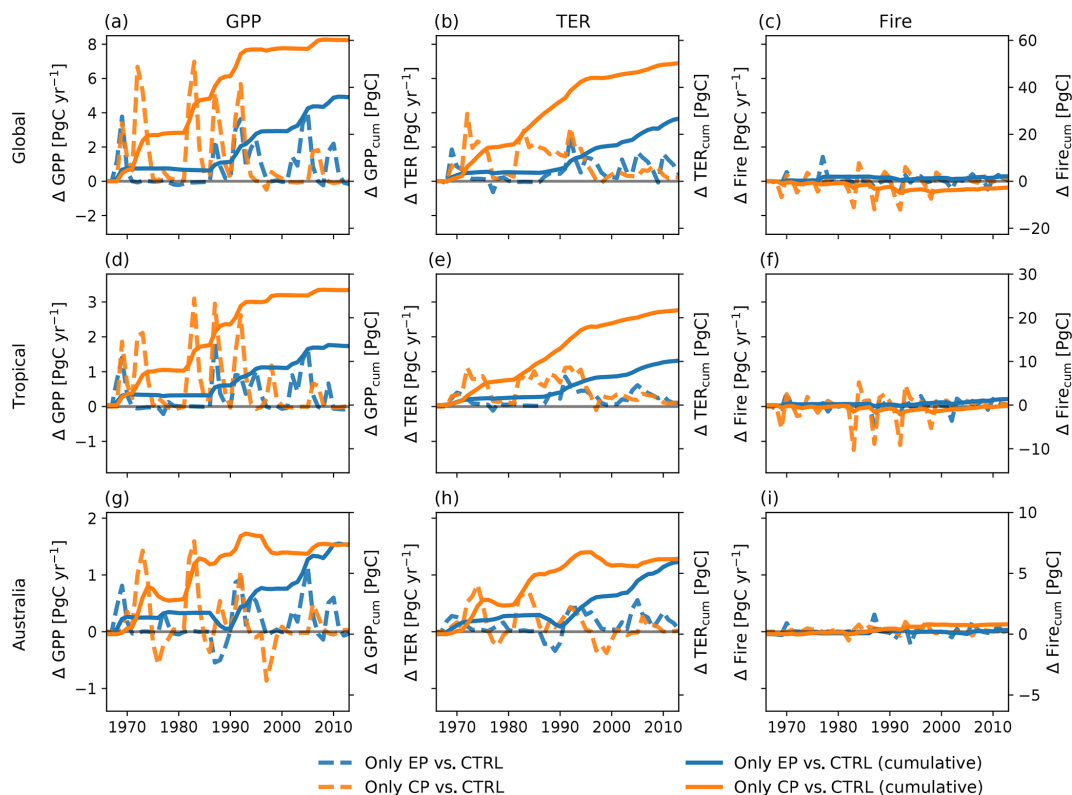 (a) GPP (b) TER (c) Fire
Global
Δ GPP [PgC yr⁻¹]
8
6
4
2
0
−2
Δ GPP_cum [PgC]
Δ TER [PgC yr⁻¹]
Δ TER_cum [PgC]
Δ Fire [PgC yr⁻¹]
60
40
20
0
−20
Δ Fire_cum [PgC]
(d) (e) (f)
Tropical
Δ GPP [PgC yr⁻¹]
3
2
1
0
−1
Δ GPP_cum [PgC]
Δ TER [PgC yr⁻¹]
Δ TER_cum [PgC]
Δ Fire [PgC yr⁻¹]
30
20
10
0
−10
Δ Fire_cum [PgC]
(g) (h) (i)
Australia
Δ GPP [PgC yr⁻¹]
2
1
0
−1
Δ GPP_cum [PgC]
Δ TER [PgC yr⁻¹]
Δ TER_cum [PgC]
Δ Fire [PgC yr⁻¹]
10
5
0
−5
Δ Fire_cum [PgC]
1970 1980 1990 2000 2010 1970 1980 1990 2000 2010 1970 1980 1990 2000 2010
Only EP vs. CTRL Only EP vs. CTRL (cumulative)
Only CP vs. CTRL Only CP vs. CTRL (cumulative)